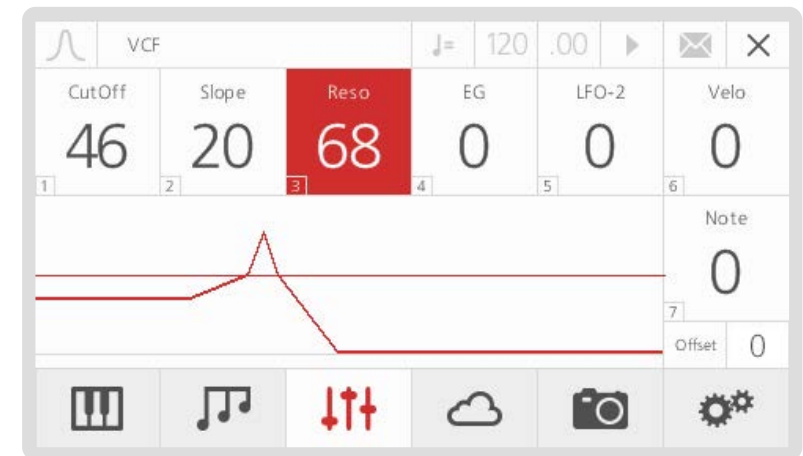 VCF ♩= 120 .00
CutOff Slope Reso EG LFO-2 Velo
46 20 68 0 0 0
1 2 3 4 5 6
Note
0
7
Offset 0